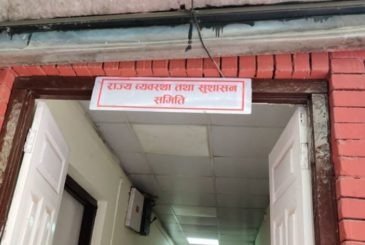 राज्य व्यवस्था तथा सुशासन
समिति